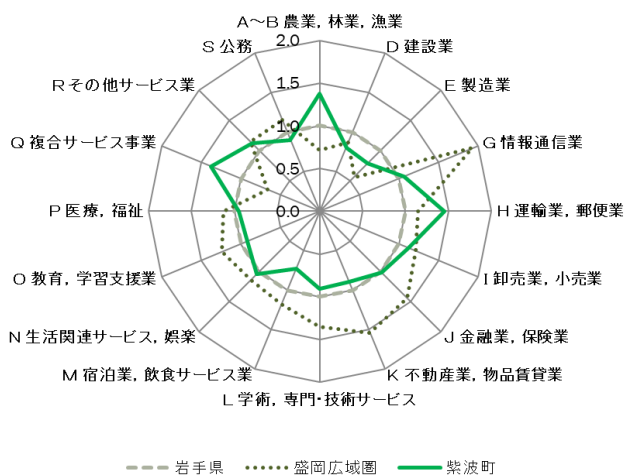 A～B 農業, 林業, 漁業
D 建設業
E 製造業
G 情報通信業
H 運輸業, 郵便業
I 卸売業, 小売業
J 金融業, 保険業
K 不動産業, 物品賃貸業
L 学術, 専門・技術サービス
M 宿泊業, 飲食サービス業
N 生活関連サービス, 娯楽
O 教育, 学習支援業
P 医療, 福祉
Q 複合サービス事業
R その他サービス業
S 公務
2.0
1.5
1.0
0.5
0.0
岩手県 盛岡広域圏 紫波町